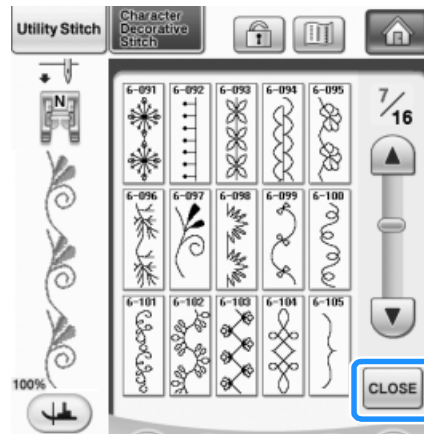 Utility Stitch
Character
Decorative
Stitch
N
6-091 6-092 6-093 6-094 6-095
7/16
6-096 6-097 6-098 6-099 6-100
6-101 6-102 6-103 6-104 6-105
100%
CLOSE